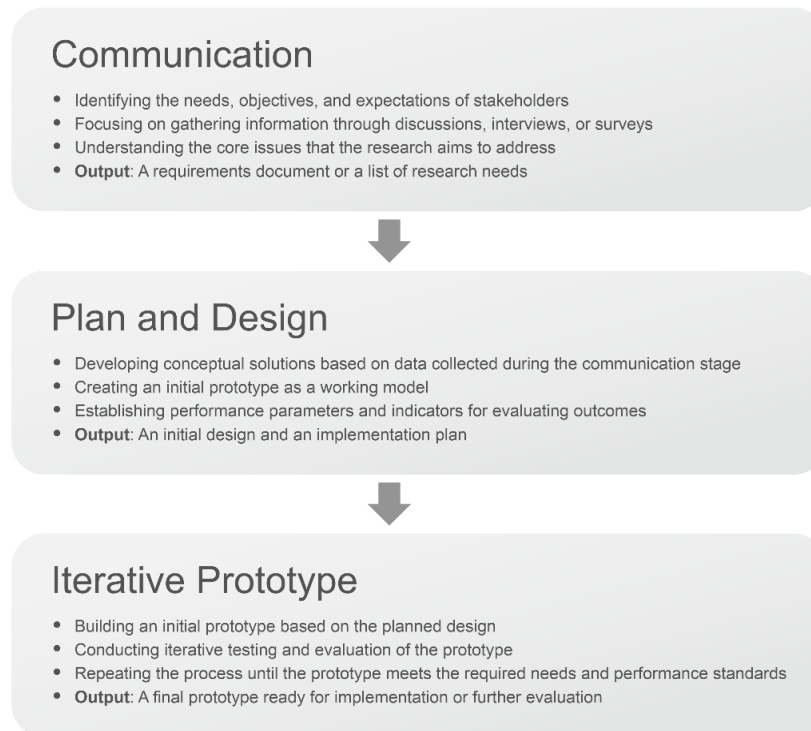 Communication
• Identifying the needs, objectives, and expectations of stakeholders
• Focusing on gathering information through discussions, interviews, or surveys
• Understanding the core issues that the research aims to address
• Output: A requirements document or a list of research needs
Plan and Design
• Developing conceptual solutions based on data collected during the communication stage
• Creating an initial prototype as a working model
• Establishing performance parameters and indicators for evaluating outcomes
• Output: An initial design and an implementation plan
Iterative Prototype
• Building an initial prototype based on the planned design
• Conducting iterative testing and evaluation of the prototype
• Repeating the process until the prototype meets the required needs and performance standards
• Output: A final prototype ready for implementation or further evaluation